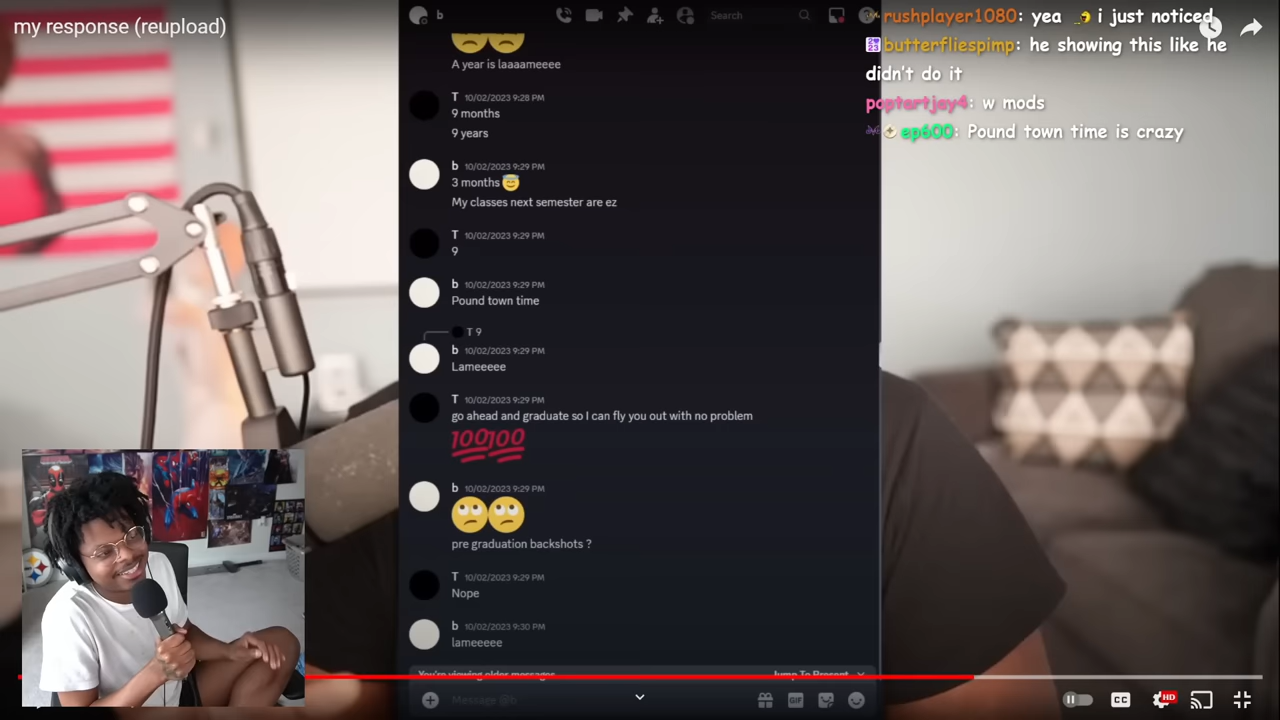 my response (reupload)
b
Search
A year is laaaameeee
T 10/02/2023 9:28 PM
9 months
9 years
b 10/02/2023 9:29 PM
3 months 😇
My classes next semester are ez
T 10/02/2023 9:29 PM
9
b 10/02/2023 9:29 PM
Pound town time
T 9
b 10/02/2023 9:29 PM
Lameeeee
T 10/02/2023 9:29 PM
go ahead and graduate so I can fly you out with no problem
💯💯
b 10/02/2023 9:29 PM
🙄🙄
pre graduation backshots ?
T 10/02/2023 9:29 PM
Nope
b 10/02/2023 9:30 PM
lameeeee
You're viewing older messages
Jump To Present
Message @b
GIF
rushplayer1080: yea i just noticed
butterfliespimp: he showing this like he
didn't do it
poptartjay4: w mods
ep600: Pound town time is crazy
CC
HD